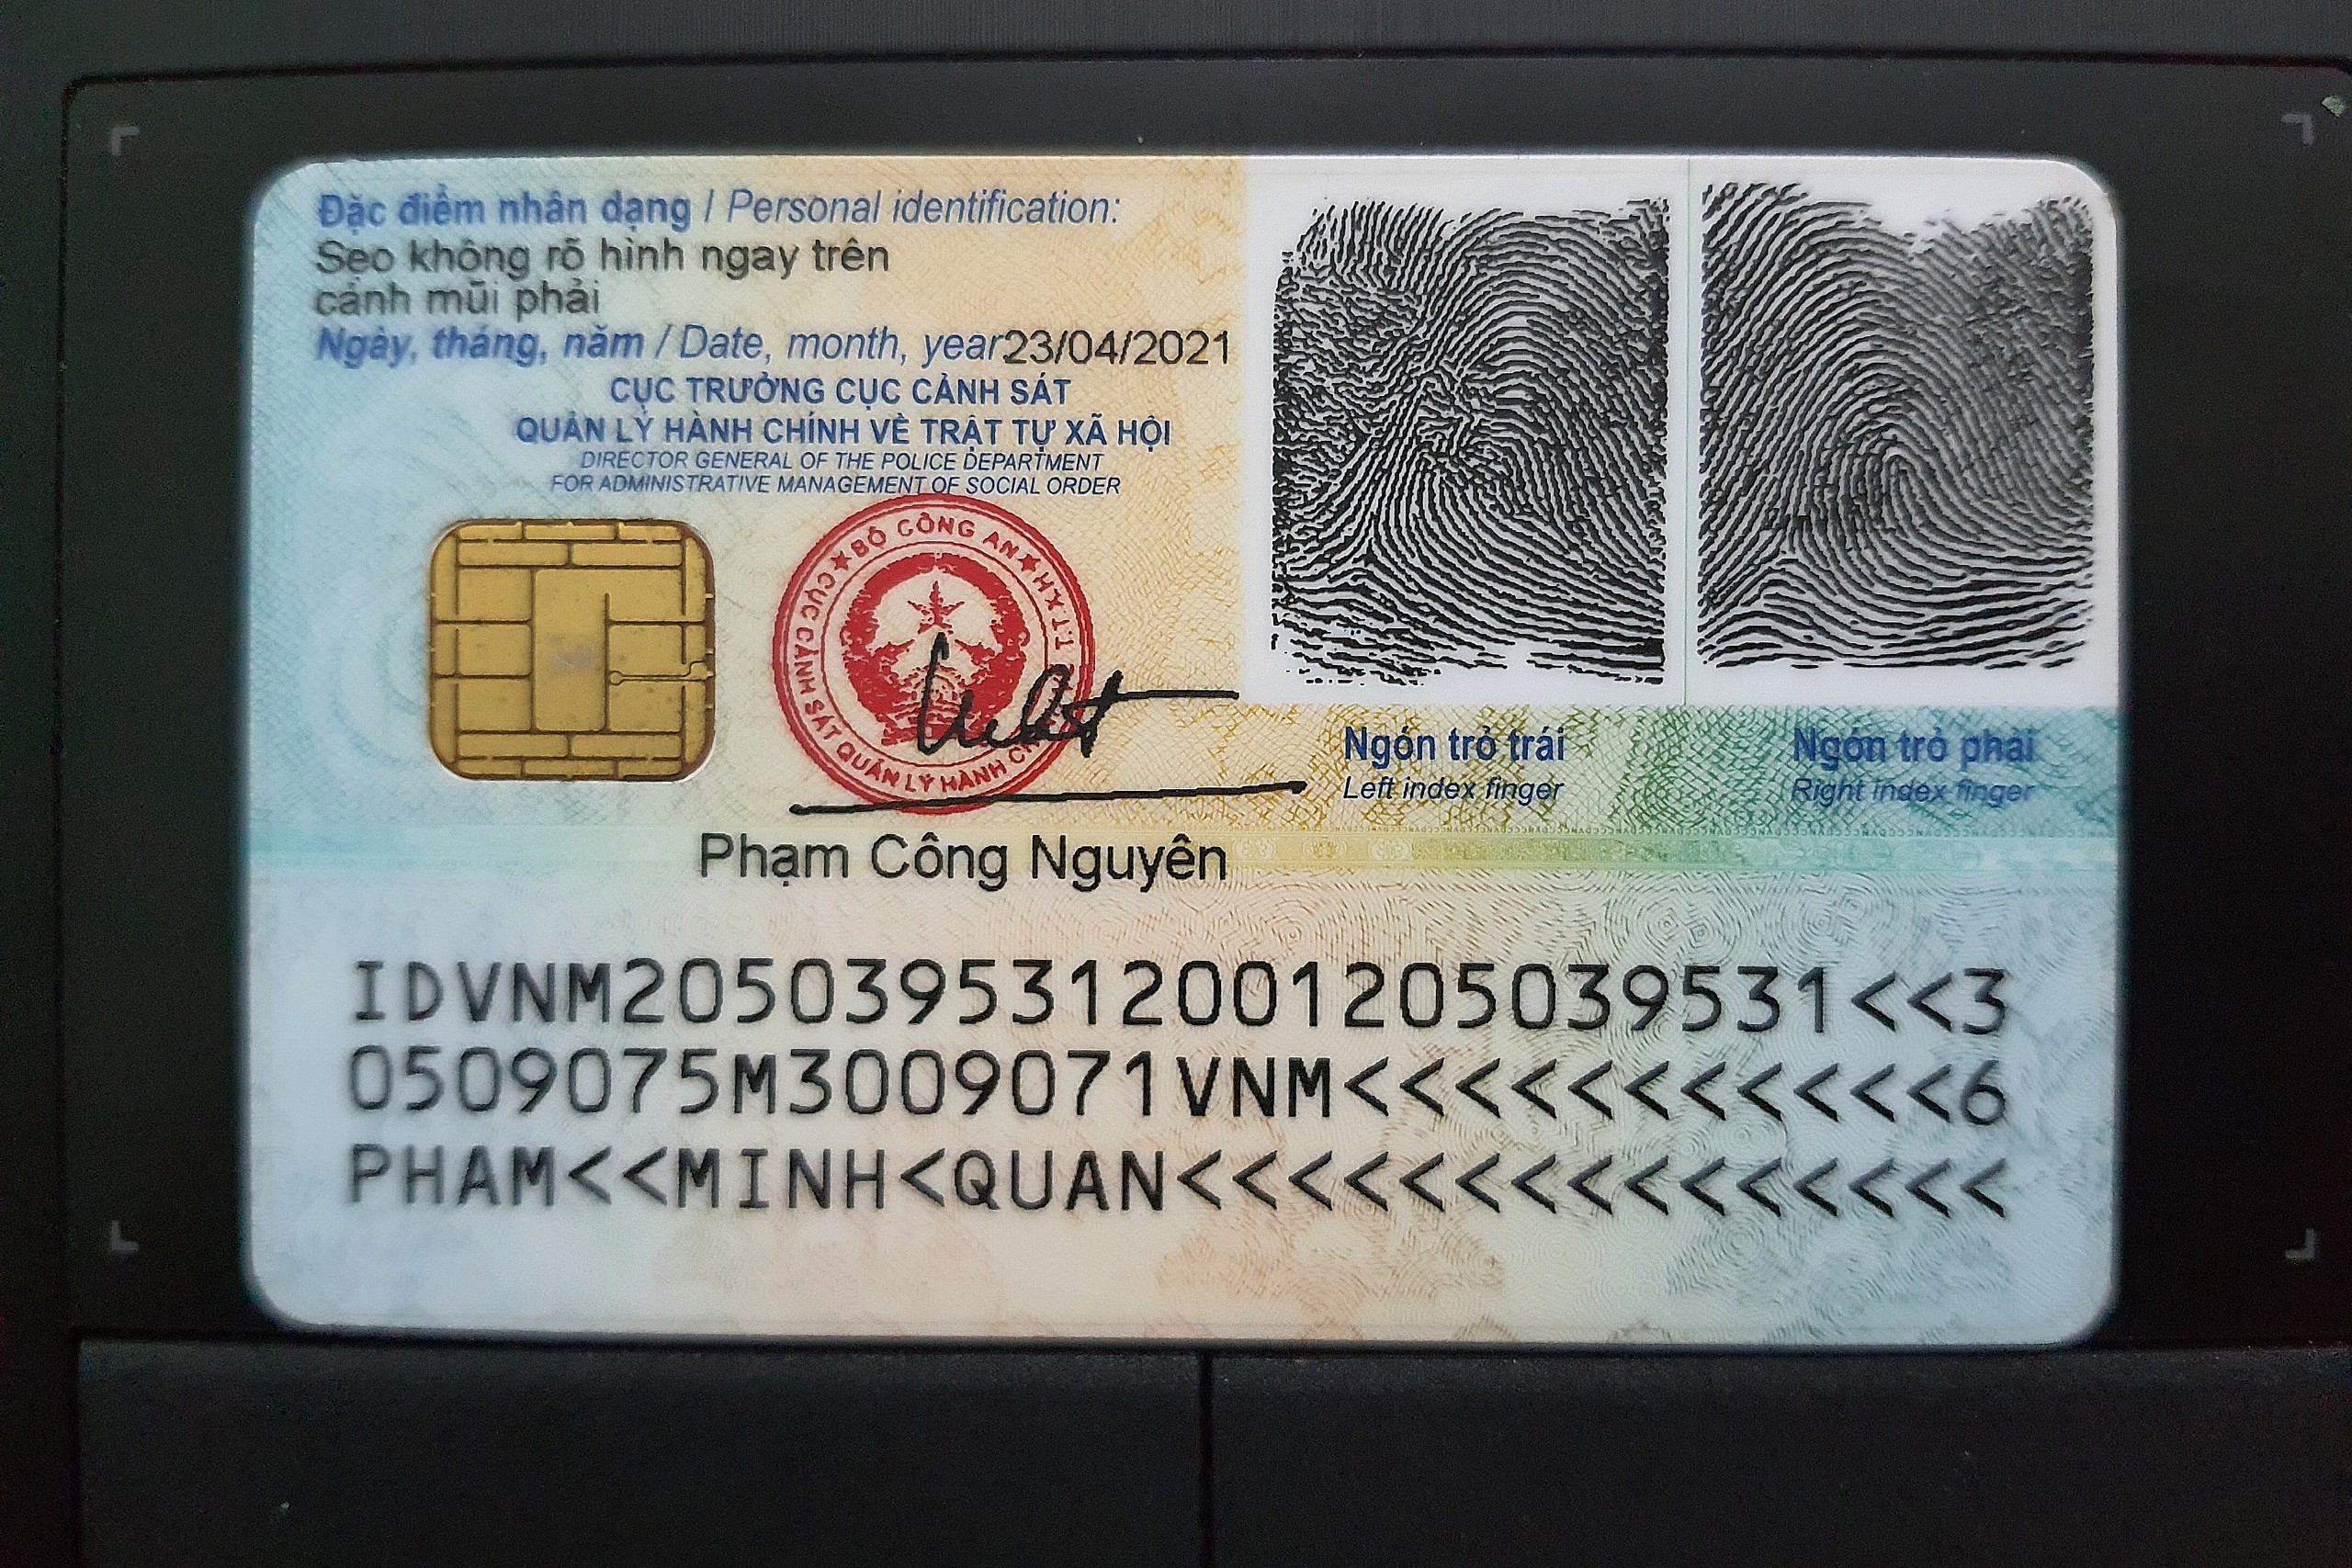 Đặc điểm nhân dạng / Personal identification:
Sẹo không rõ hình ngay trên
cánh mũi phải
Ngày, tháng, năm / Date, month, year23/04/2021
CỤC TRƯỞNG CỤC CẢNH SÁT
QUẢN LÝ HÀNH CHÍNH VỀ TRẬT TỰ XÃ HỘI
DIRECTOR GENERAL OF THE POLICE DEPARTMENT
FOR ADMINISTRATIVE MANAGEMENT OF SOCIAL ORDER
BỘ CÔNG AN
CỤC CẢNH SÁT QUẢN LÝ HÀNH CH TTXH
Phạm Công Nguyên
Ngón trỏ trái
Left index finger
Ngón trỏ phải
Right index finger
IDVNM2050395312001205039531<<3
0509075M3009071VNM<<<<<<<<<<<6
PHAM<<MINH<QUAN<<<<<<<<<<<<<<<